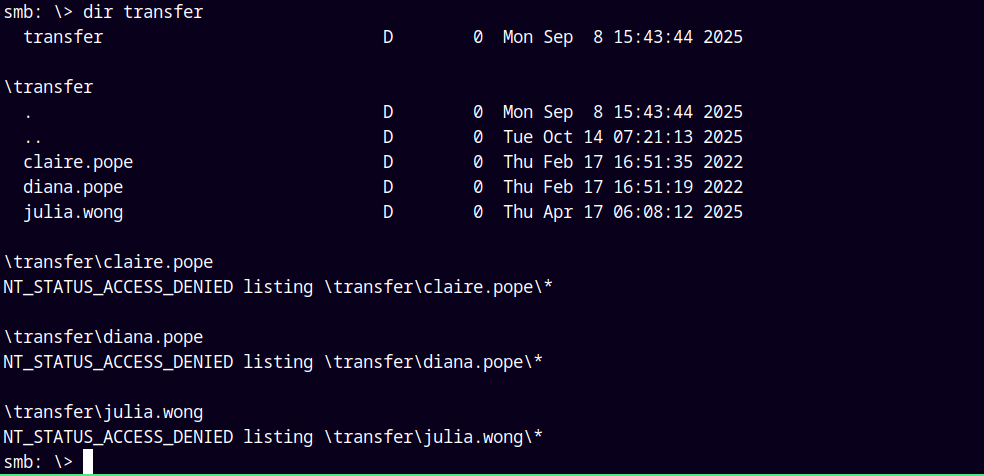 smb: \> dir transfer
  transfer                            D        0  Mon Sep  8 15:43:44 2025

\transfer
  .                                   D        0  Mon Sep  8 15:43:44 2025
  ..                                  D        0  Tue Oct 14 07:21:13 2025
  claire.pope                         D        0  Thu Feb 17 16:51:35 2022
  diana.pope                          D        0  Thu Feb 17 16:51:19 2022
  julia.wong                          D        0  Thu Apr 17 06:08:12 2025

\transfer\claire.pope
NT_STATUS_ACCESS_DENIED listing \transfer\claire.pope\*

\transfer\diana.pope
NT_STATUS_ACCESS_DENIED listing \transfer\diana.pope\*

\transfer\julia.wong
NT_STATUS_ACCESS_DENIED listing \transfer\julia.wong\*
smb: \>